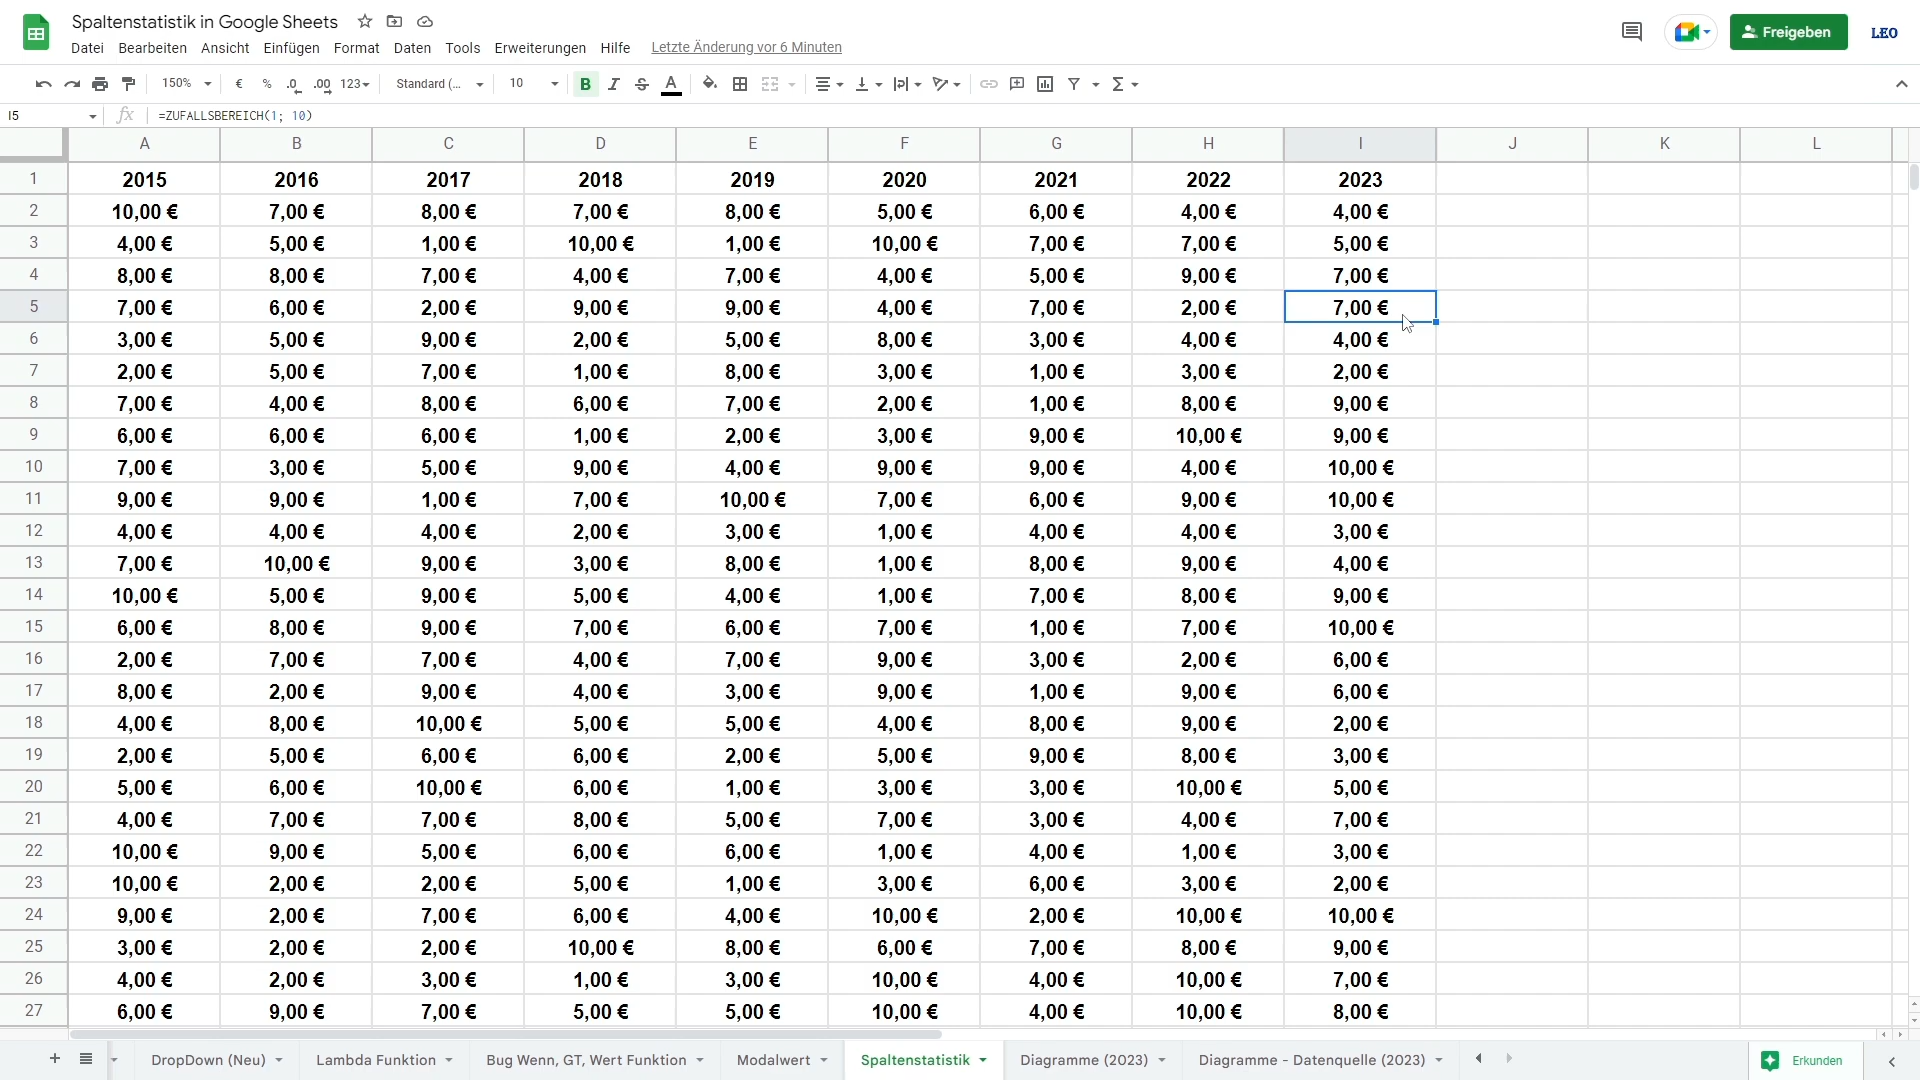 Spaltenstatistik in Google Sheets
Datei Bearbeiten Ansicht Einfügen Format Daten Tools Erweiterungen Hilfe Letzte Änderung vor 6 Minuten
Freigeben
LEO
150% € % .0 .00 123 Standard (... 10 B I S A Σ
I5 fx =ZUFALLSBEREICH(1; 10)
A B C D E F G H I J K L
1 2015 2016 2017 2018 2019 2020 2021 2022 2023
2 10,00 € 7,00 € 8,00 € 7,00 € 8,00 € 5,00 € 6,00 € 4,00 € 4,00 €
3 4,00 € 5,00 € 1,00 € 10,00 € 1,00 € 10,00 € 7,00 € 7,00 € 5,00 €
4 8,00 € 8,00 € 7,00 € 4,00 € 7,00 € 4,00 € 5,00 € 9,00 € 7,00 €
5 7,00 € 6,00 € 2,00 € 9,00 € 9,00 € 4,00 € 7,00 € 2,00 € 7,00 €
6 3,00 € 5,00 € 9,00 € 2,00 € 5,00 € 8,00 € 3,00 € 4,00 € 4,00 €
7 2,00 € 5,00 € 7,00 € 1,00 € 8,00 € 3,00 € 1,00 € 3,00 € 2,00 €
8 7,00 € 4,00 € 8,00 € 6,00 € 7,00 € 2,00 € 1,00 € 8,00 € 9,00 €
9 6,00 € 6,00 € 6,00 € 1,00 € 2,00 € 3,00 € 9,00 € 10,00 € 9,00 €
10 7,00 € 3,00 € 5,00 € 9,00 € 4,00 € 9,00 € 9,00 € 4,00 € 10,00 €
11 9,00 € 9,00 € 1,00 € 7,00 € 10,00 € 7,00 € 6,00 € 9,00 € 10,00 €
12 4,00 € 4,00 € 4,00 € 2,00 € 3,00 € 1,00 € 4,00 € 4,00 € 3,00 €
13 7,00 € 10,00 € 9,00 € 3,00 € 8,00 € 1,00 € 8,00 € 9,00 € 4,00 €
14 10,00 € 5,00 € 9,00 € 5,00 € 4,00 € 1,00 € 7,00 € 8,00 € 9,00 €
15 6,00 € 8,00 € 9,00 € 7,00 € 6,00 € 7,00 € 1,00 € 7,00 € 10,00 €
16 2,00 € 7,00 € 7,00 € 4,00 € 7,00 € 9,00 € 3,00 € 2,00 € 6,00 €
17 8,00 € 2,00 € 9,00 € 4,00 € 3,00 € 9,00 € 1,00 € 9,00 € 6,00 €
18 4,00 € 8,00 € 10,00 € 5,00 € 5,00 € 4,00 € 8,00 € 9,00 € 2,00 €
19 2,00 € 5,00 € 6,00 € 6,00 € 2,00 € 5,00 € 9,00 € 8,00 € 3,00 €
20 5,00 € 6,00 € 10,00 € 6,00 € 1,00 € 3,00 € 3,00 € 10,00 € 5,00 €
21 4,00 € 7,00 € 7,00 € 8,00 € 5,00 € 7,00 € 3,00 € 4,00 € 7,00 €
22 10,00 € 9,00 € 5,00 € 6,00 € 6,00 € 1,00 € 4,00 € 1,00 € 3,00 €
23 10,00 € 2,00 € 2,00 € 5,00 € 1,00 € 3,00 € 6,00 € 3,00 € 2,00 €
24 9,00 € 2,00 € 7,00 € 6,00 € 4,00 € 10,00 € 2,00 € 10,00 € 10,00 €
25 3,00 € 2,00 € 2,00 € 10,00 € 8,00 € 6,00 € 7,00 € 8,00 € 9,00 €
26 4,00 € 2,00 € 3,00 € 1,00 € 3,00 € 10,00 € 4,00 € 10,00 € 7,00 €
27 6,00 € 9,00 € 7,00 € 5,00 € 5,00 € 10,00 € 4,00 € 10,00 € 8,00 €
DropDown (Neu) Lambda Funktion Bug Wenn, GT, Wert Funktion Modalwert Spaltenstatistik Diagramme (2023) Diagramme - Datenquelle (2023) Erkunden